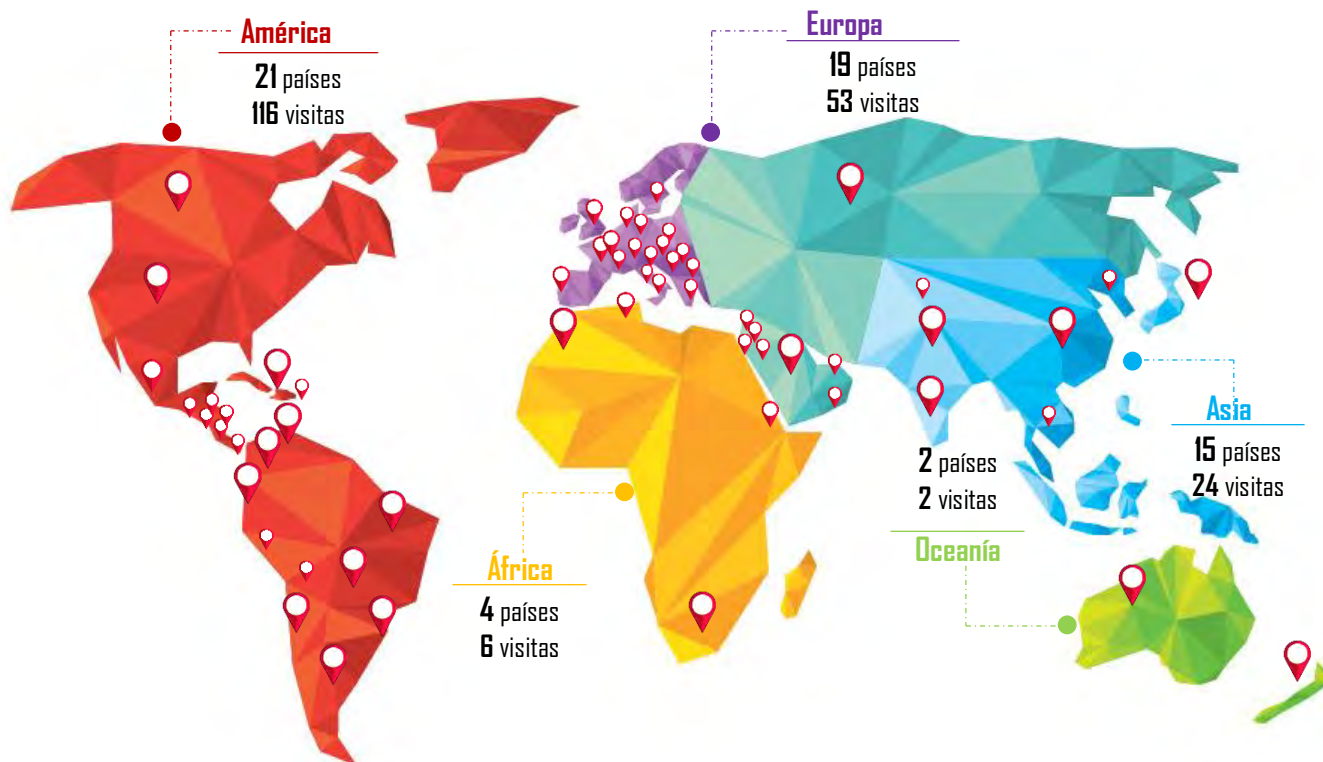 América
21 países
116 visitas
Europa
19 países
53 visitas
Asia
15 países
24 visitas
2 países
2 visitas
Oceanía
África
4 países
6 visitas